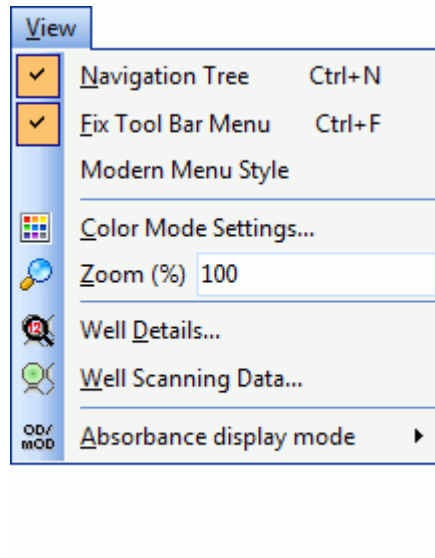 View
Navigation Tree Ctrl+N
Fix Tool Bar Menu Ctrl+F
Modern Menu Style
Color Mode Settings...
Zoom (%) 100
12 Well Details...
Well Scanning Data...
OD/
mOD
Absorbance display mode